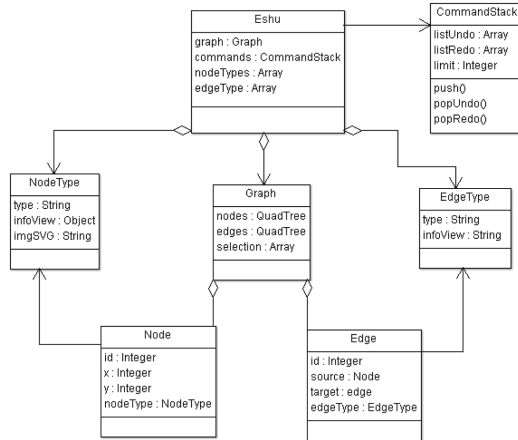 Eshu
graph : Graph
commands : CommandStack
nodeTypes : Array
edgeType : Array
CommandStack
listUndo : Array
listRedo : Array
limit : Integer
push()
popUndo()
popRedo()
NodeType
type : String
infoView : Object
imgSVG : String
Graph
nodes : QuadTree
edges : QuadTree
selection : Array
EdgeType
type : String
infoView : String
Node
id : Integer
x : Integer
y : Integer
nodeType : NodeType
Edge
id : Integer
source : Node
target : edge
edgeType : EdgeType